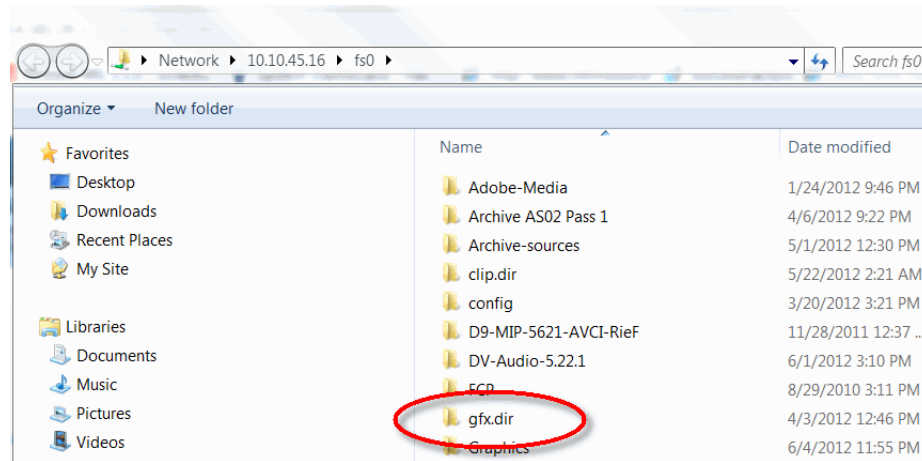 Network 10.10.45.16 fs0
Search fs0
Organize New folder
Favorites
Desktop
Downloads
Recent Places
My Site
Libraries
Documents
Music
Pictures
Videos
Name Date modified
Adobe-Media 1/24/2012 9:46 PM
Archive AS02 Pass 1 4/6/2012 9:22 PM
Archive-sources 5/1/2012 12:30 PM
clip.dir 5/22/2012 2:21 AM
config 3/20/2012 3:21 PM
D9-MIP-5621-AVCI-RieF 11/28/2011 12:37 ..
DV-Audio-5.22.1 6/1/2012 3:10 PM
FCP 8/29/2010 3:11 PM
gfx.dir 4/3/2012 12:46 PM
Graphics 6/4/2012 11:55 PM